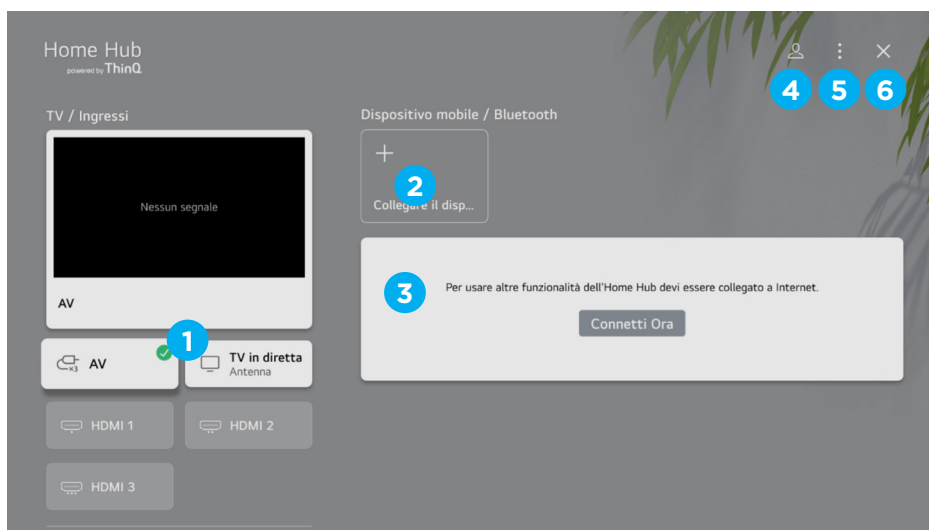 Home Hub
powered by ThinQ
4 5 6
TV / Ingressi
Dispositivo mobile / Bluetooth
Nessun segnale
2
Collegare il disp...
3
Per usare altre funzionalità dell'Home Hub devi essere collegato a Internet.
Connetti Ora
AV
1
x3 AV
TV in diretta
Antenna
HDMI 1
HDMI 2
HDMI 3